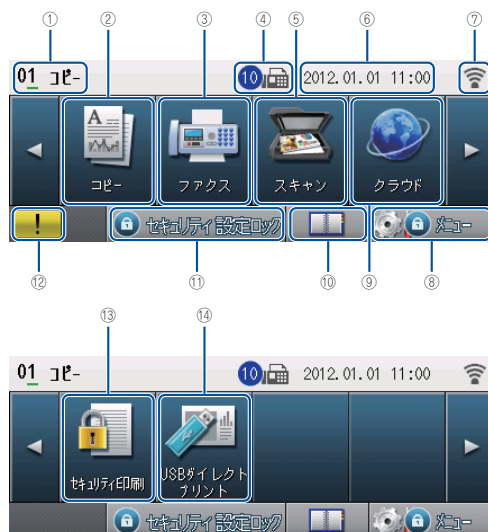 ① ② ③ ④ ⑤ ⑥ ⑦
01 コピー 10 2012.01.01 11:00
A
コピー ファクス スキャン クラウド
! セキュリティ設定ロック メニュー
⑫ ⑪ ⑩ ⑨ ⑧
⑬ ⑭
01 コピー 10 2012.01.01 11:00
セキュリティ印刷 USBダイレクト
プリント
セキュリティ設定ロック メニュー